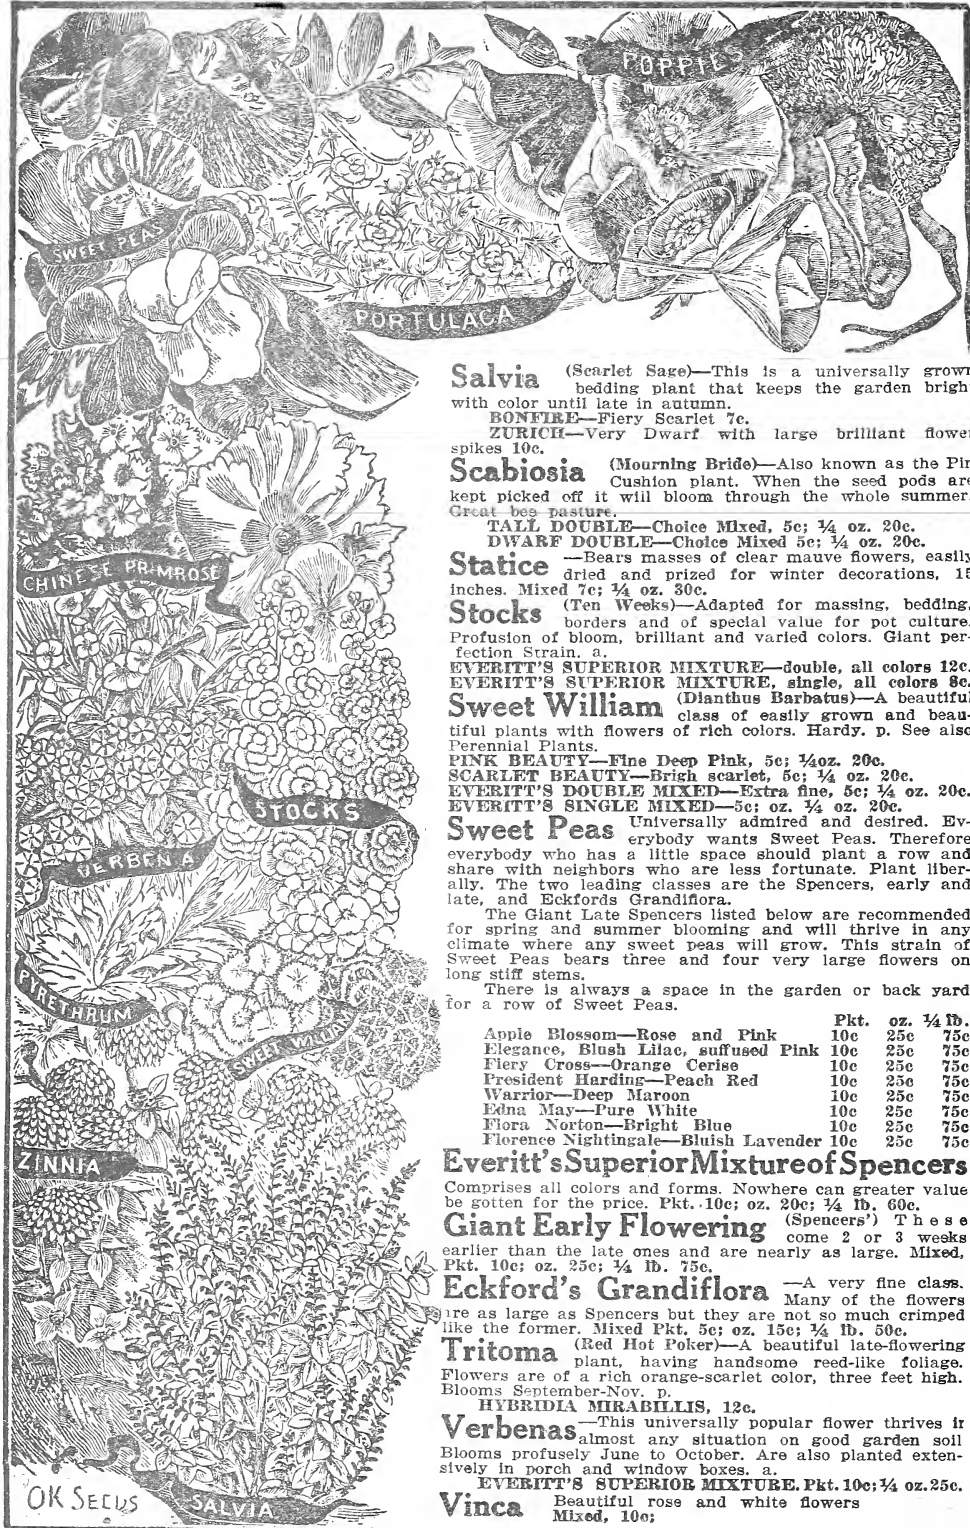 POPPIES
SWEET PEAS
PORTULACA
CHINESE PRIMROSE
STOCKS
VERBENA
PYRETHRUM
SWEET WILLIAM
ZINNIA
SALVIA
OK SEEDS
Salvia (Scarlet Sage)—This is a universally grown
bedding plant that keeps the garden brigh
with color until late in autumn.
BONFIRE—Fiery Scarlet 7c.
ZURICH—Very Dwarf with large brilliant flower
spikes 10c.
Scabiosia (Mourning Bride)—Also known as the Pin
Cushion plant. When the seed pods are
kept picked off it will bloom through the whole summer.
Great bee pasture.
TALL DOUBLE—Choice Mixed, 5c; ¼ oz. 20c.
DWARF DOUBLE—Choice Mixed 5c; ¼ oz. 20c.
Statice —Bears masses of clear mauve flowers, easily
dried and prized for winter decorations, 15
inches. Mixed 7c; ¼ oz. 30c.
Stocks (Ten Weeks)—Adapted for massing, bedding,
borders and of special value for pot culture.
Profusion of bloom, brilliant and varied colors. Giant per-
fection Strain. a.
EVERITT'S SUPERIOR MIXTURE—double, all colors 12c.
EVERITT'S SUPERIOR MIXTURE, single, all colors 8c.
Sweet William (Dianthus Barbatus)—A beautiful
class of easily grown and beau-
tiful plants with flowers of rich colors. Hardy. p. See also
Perennial Plants.
PINK BEAUTY—Fine Deep Pink, 5c; ¼oz. 20c.
SCARLET BEAUTY—Brigh scarlet, 5c; ¼ oz. 20c.
EVERITT'S DOUBLE MIXED—Extra fine, 5c; ¼ oz. 20c.
EVERITT'S SINGLE MIXED—5c; oz. ¼ oz. 20c.
Sweet Peas Universally admired and desired. Ev-
erybody wants Sweet Peas. Therefore
everybody who has a little space should plant a row and
share with neighbors who are less fortunate. Plant liber-
ally. The two leading classes are the Spencers, early and
late, and Eckfords Grandiflora.
The Giant Late Spencers listed below are recommended
for spring and summer blooming and will thrive in any
climate where any sweet peas will grow. This strain of
Sweet Peas bears three and four very large flowers on
long stiff stems.
There is always a space in the garden or back yard
for a row of Sweet Peas.
Pkt. oz. ¼ lb.
Apple Blossom—Rose and Pink 10c 25c 75c
Elegance, Blush Lilac, suffused Pink 10c 25c 75c
Fiery Cross—Orange Cerise 10c 25c 75c
President Harding—Peach Red 10c 25c 75c
Warrior—Deep Maroon 10c 25c 75c
Edna May—Pure White 10c 25c 75c
Flora Norton—Bright Blue 10c 25c 75c
Florence Nightingale—Bluish Lavender 10c 25c 75c
Everitt's Superior Mixture of Spencers
Comprises all colors and forms. Nowhere can greater value
be gotten for the price. Pkt. 10c; oz. 20c; ¼ lb. 60c.
Giant Early Flowering (Spencers') These
come 2 or 3 weeks
earlier than the late ones and are nearly as large. Mixed,
Pkt. 10c; oz. 25c; ¼ lb. 75c.
Eckford's Grandiflora —A very fine class.
Many of the flowers
are as large as Spencers but they are not so much crimped
like the former. Mixed Pkt. 5c; oz. 15c; ¼ lb. 50c.
Tritoma (Red Hot Poker)—A beautiful late-flowering
plant, having handsome reed-like foliage.
Flowers are of a rich orange-scarlet color, three feet high.
Blooms September-Nov. p.
HYBRIDIA MIRABILLIS, 12c.
Verbenas —This universally popular flower thrives in
almost any situation on good garden soil
Blooms profusely June to October. Are also planted exten-
sively in porch and window boxes. a.
EVERITT'S SUPERIOR MIXTURE. Pkt. 10c; ¼ oz. 25c.
Vinca Beautiful rose and white flowers
Mixed, 10c;